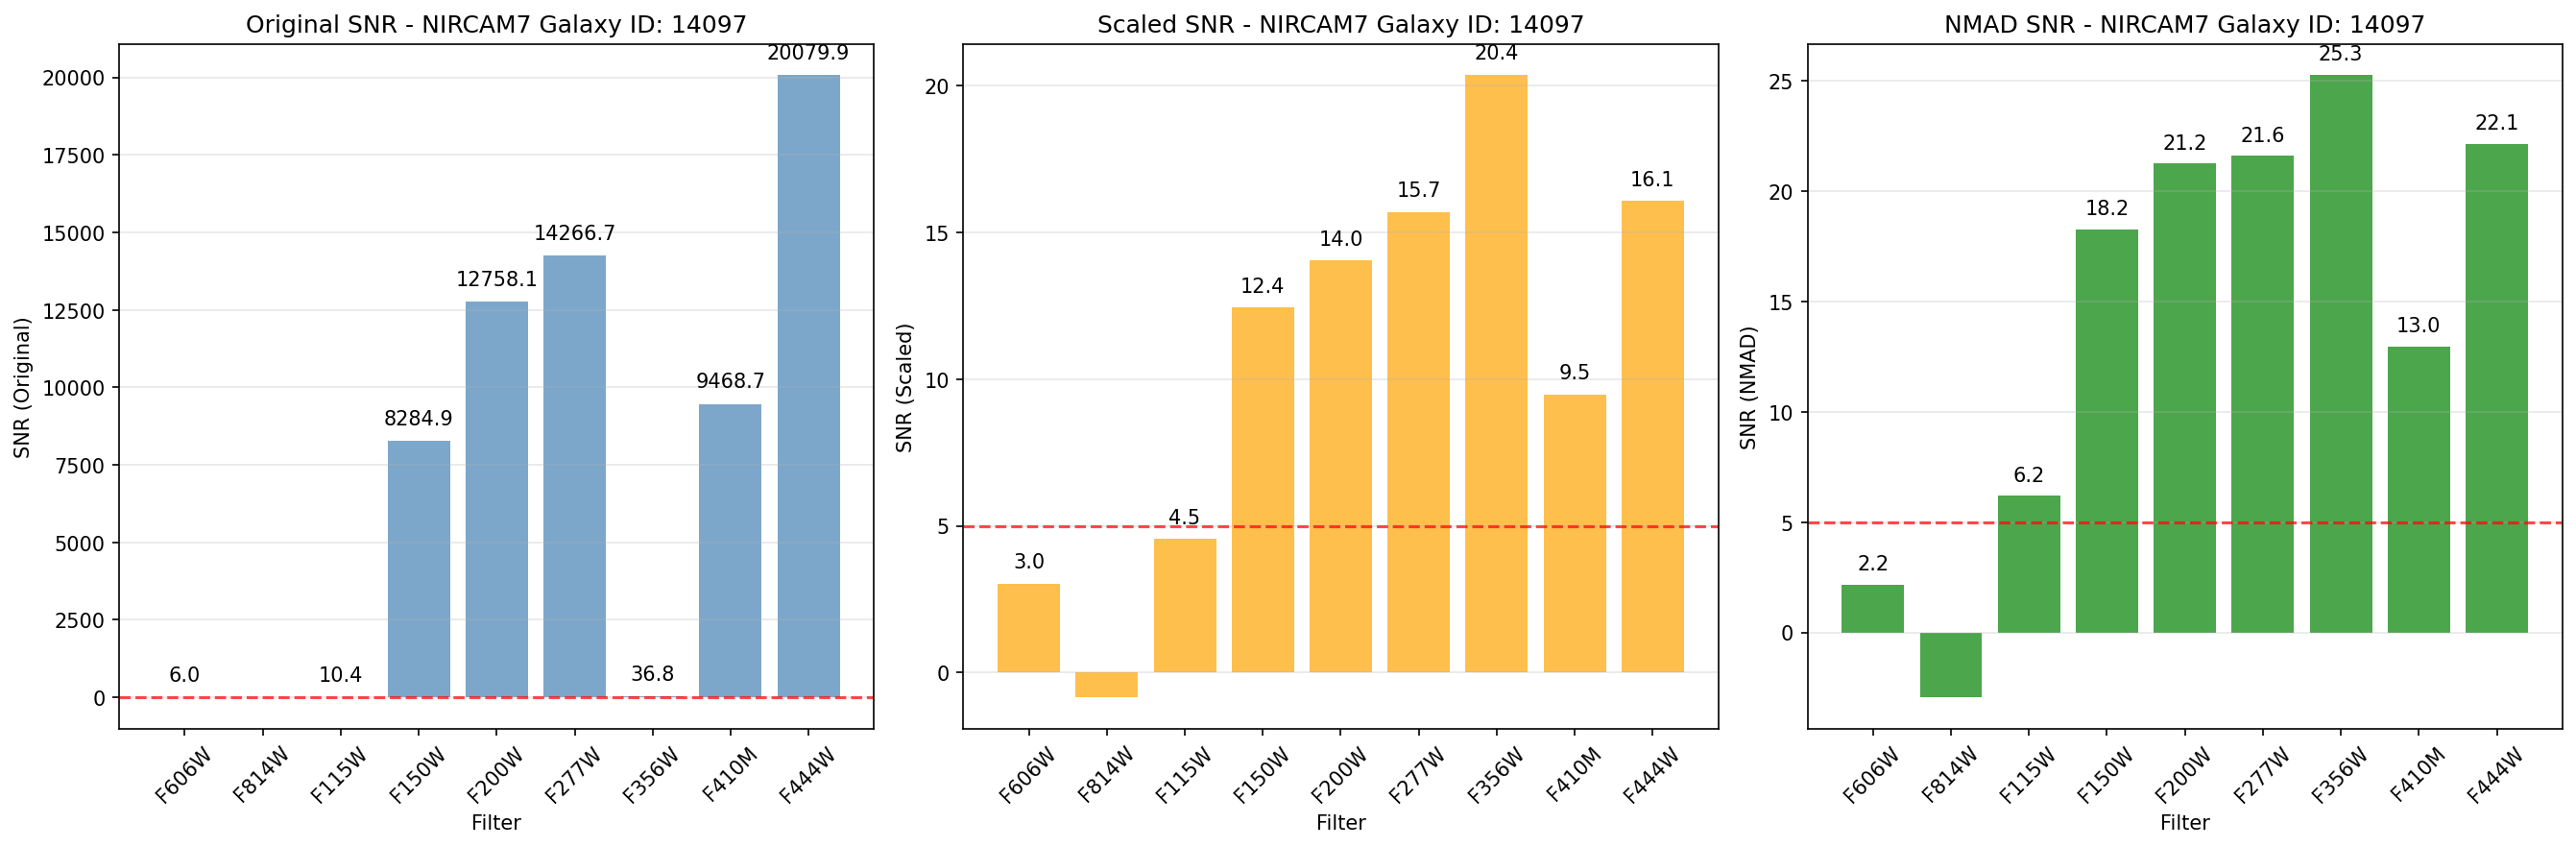 Original SNR - NIRCAM7 Galaxy ID: 14097
SNR (Original)
20000
17500
15000
12500
10000
7500
5000
2500
0
6.0
10.4
8284.9
12758.1
14266.7
36.8
9468.7
20079.9
F606W
F814W
F115W
F150W
F200W
F277W
F356W
F410M
F444W
Filter
Scaled SNR - NIRCAM7 Galaxy ID: 14097
SNR (Scaled)
20
15
10
5
0
3.0
4.5
12.4
14.0
15.7
20.4
9.5
16.1
F606W
F814W
F115W
F150W
F200W
F277W
F356W
F410M
F444W
Filter
NMAD SNR - NIRCAM7 Galaxy ID: 14097
SNR (NMAD)
25
20
15
10
5
0
2.2
6.2
18.2
21.2
21.6
25.3
13.0
22.1
F606W
F814W
F115W
F150W
F200W
F277W
F356W
F410M
F444W
Filter